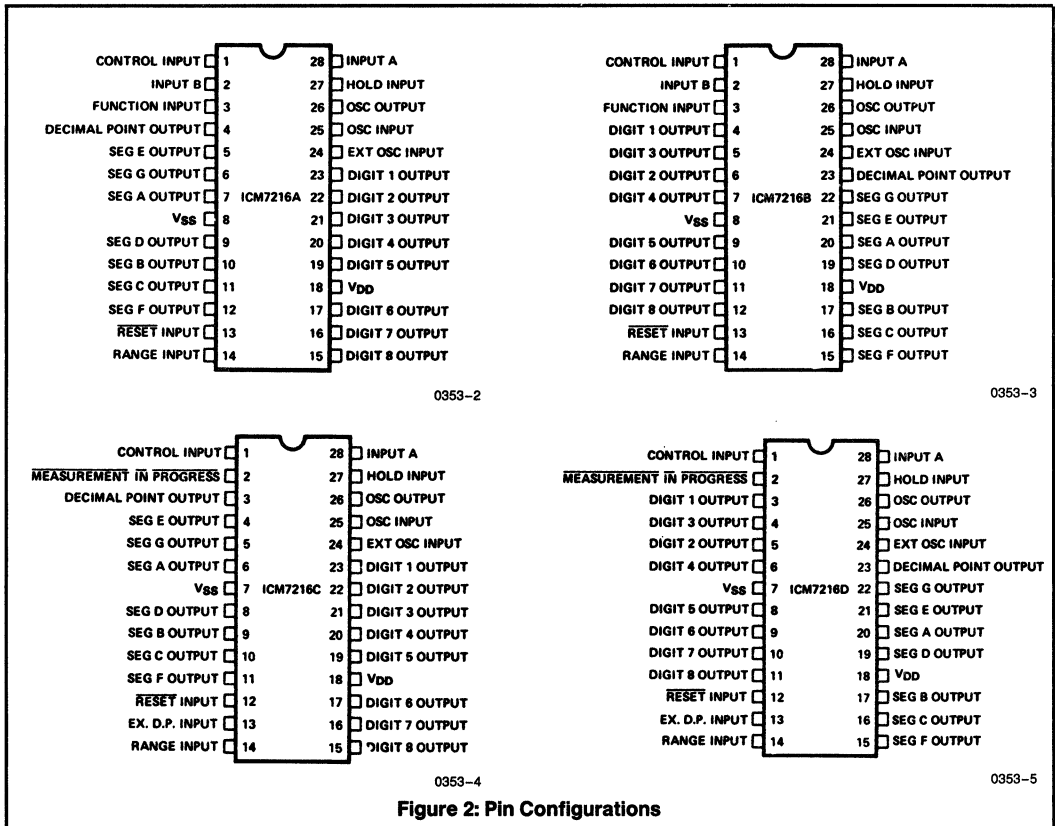 CONTROL INPUT 1 28 INPUT A
INPUT B 2 27 HOLD INPUT
FUNCTION INPUT 3 26 OSC OUTPUT
DECIMAL POINT OUTPUT 4 25 OSC INPUT
SEG E OUTPUT 5 24 EXT OSC INPUT
SEG G OUTPUT 6 23 DIGIT 1 OUTPUT
SEG A OUTPUT 7 ICM7216A 22 DIGIT 2 OUTPUT
VSS 8 21 DIGIT 3 OUTPUT
SEG D OUTPUT 9 20 DIGIT 4 OUTPUT
SEG B OUTPUT 10 19 DIGIT 5 OUTPUT
SEG C OUTPUT 11 18 VDD
SEG F OUTPUT 12 17 DIGIT 6 OUTPUT
RESET INPUT 13 16 DIGIT 7 OUTPUT
RANGE INPUT 14 15 DIGIT 8 OUTPUT
0353-2
CONTROL INPUT 1 28 INPUT A
INPUT B 2 27 HOLD INPUT
FUNCTION INPUT 3 26 OSC OUTPUT
DIGIT 1 OUTPUT 4 25 OSC INPUT
DIGIT 3 OUTPUT 5 24 EXT OSC INPUT
DIGIT 2 OUTPUT 6 23 DECIMAL POINT OUTPUT
DIGIT 4 OUTPUT 7 ICM7216B 22 SEG G OUTPUT
VSS 8 21 SEG E OUTPUT
DIGIT 5 OUTPUT 9 20 SEG A OUTPUT
DIGIT 6 OUTPUT 10 19 SEG D OUTPUT
DIGIT 7 OUTPUT 11 18 VDD
DIGIT 8 OUTPUT 12 17 SEG B OUTPUT
RESET INPUT 13 16 SEG C OUTPUT
RANGE INPUT 14 15 SEG F OUTPUT
0353-3
CONTROL INPUT 1 28 INPUT A
MEASUREMENT IN PROGRESS 2 27 HOLD INPUT
DECIMAL POINT OUTPUT 3 26 OSC OUTPUT
SEG E OUTPUT 4 25 OSC INPUT
SEG G OUTPUT 5 24 EXT OSC INPUT
SEG A OUTPUT 6 23 DIGIT 1 OUTPUT
VSS 7 ICM7216C 22 DIGIT 2 OUTPUT
SEG D OUTPUT 8 21 DIGIT 3 OUTPUT
SEG B OUTPUT 9 20 DIGIT 4 OUTPUT
SEG C OUTPUT 10 19 DIGIT 5 OUTPUT
SEG F OUTPUT 11 18 VDD
RESET INPUT 12 17 DIGIT 6 OUTPUT
EX. D.P. INPUT 13 16 DIGIT 7 OUTPUT
RANGE INPUT 14 15 DIGIT 8 OUTPUT
0353-4
CONTROL INPUT 1 28 INPUT A
MEASUREMENT IN PROGRESS 2 27 HOLD INPUT
DIGIT 1 OUTPUT 3 26 OSC OUTPUT
DIGIT 3 OUTPUT 4 25 OSC INPUT
DIGIT 2 OUTPUT 5 24 EXT OSC INPUT
DIGIT 4 OUTPUT 6 23 DECIMAL POINT OUTPUT
VSS 7 ICM7216D 22 SEG G OUTPUT
DIGIT 5 OUTPUT 8 21 SEG E OUTPUT
DIGIT 6 OUTPUT 9 20 SEG A OUTPUT
DIGIT 7 OUTPUT 10 19 SEG D OUTPUT
DIGIT 8 OUTPUT 11 18 VDD
RESET INPUT 12 17 SEG B OUTPUT
EX. D.P. INPUT 13 16 SEG C OUTPUT
RANGE INPUT 14 15 SEG F OUTPUT
0353-5
Figure 2: Pin Configurations